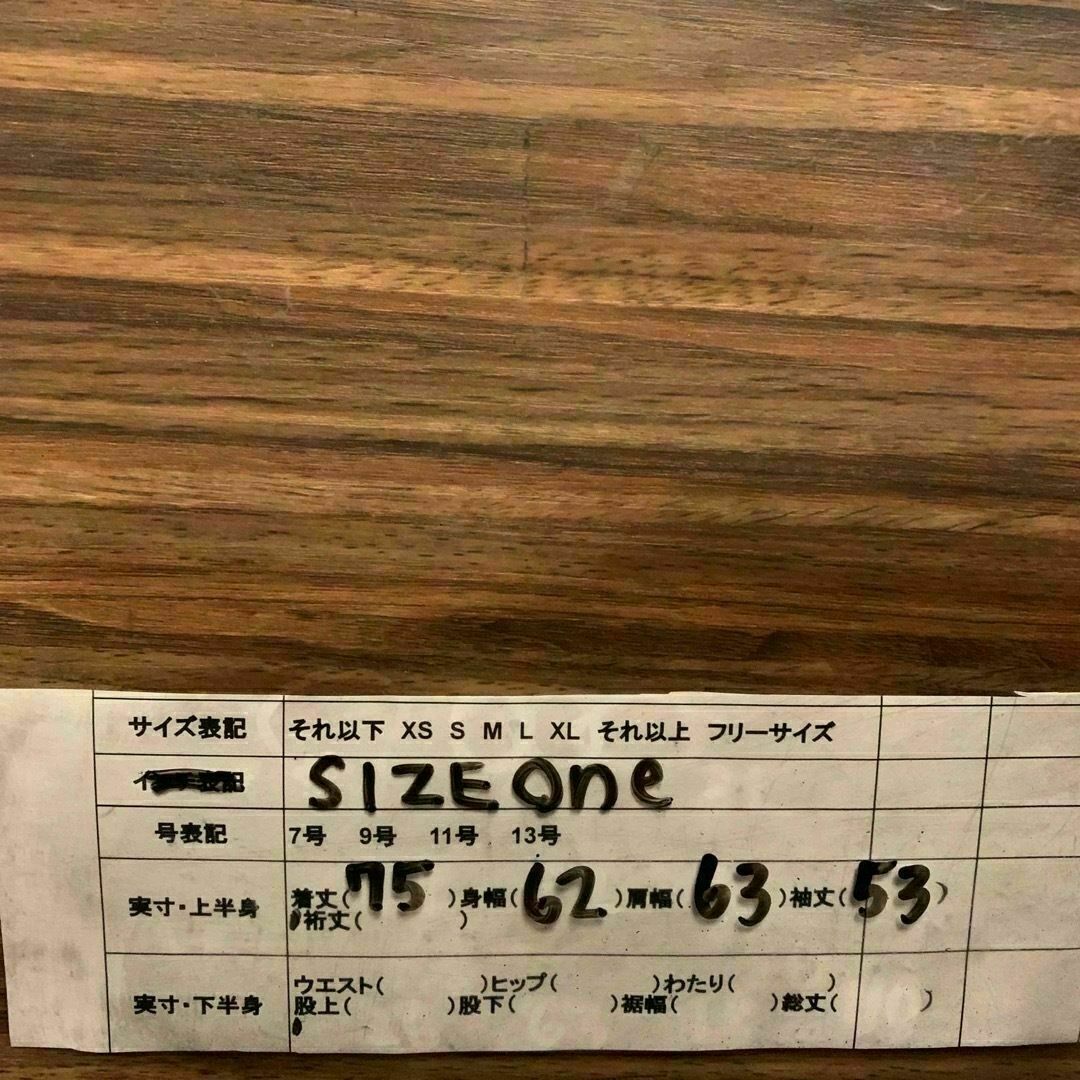 サイズ表記 それ以下 XS S M L XL それ以上 フリーサイズ
表記 SIZE One
号表記 7号 9号 11号 13号
実寸・上半身 着丈(75)身幅(62)肩幅(63)袖丈(53)
裄丈( )
ウエスト( )ヒップ( )わたり( )
実寸・下半身 股上( )股下( )裾幅( )総丈( )